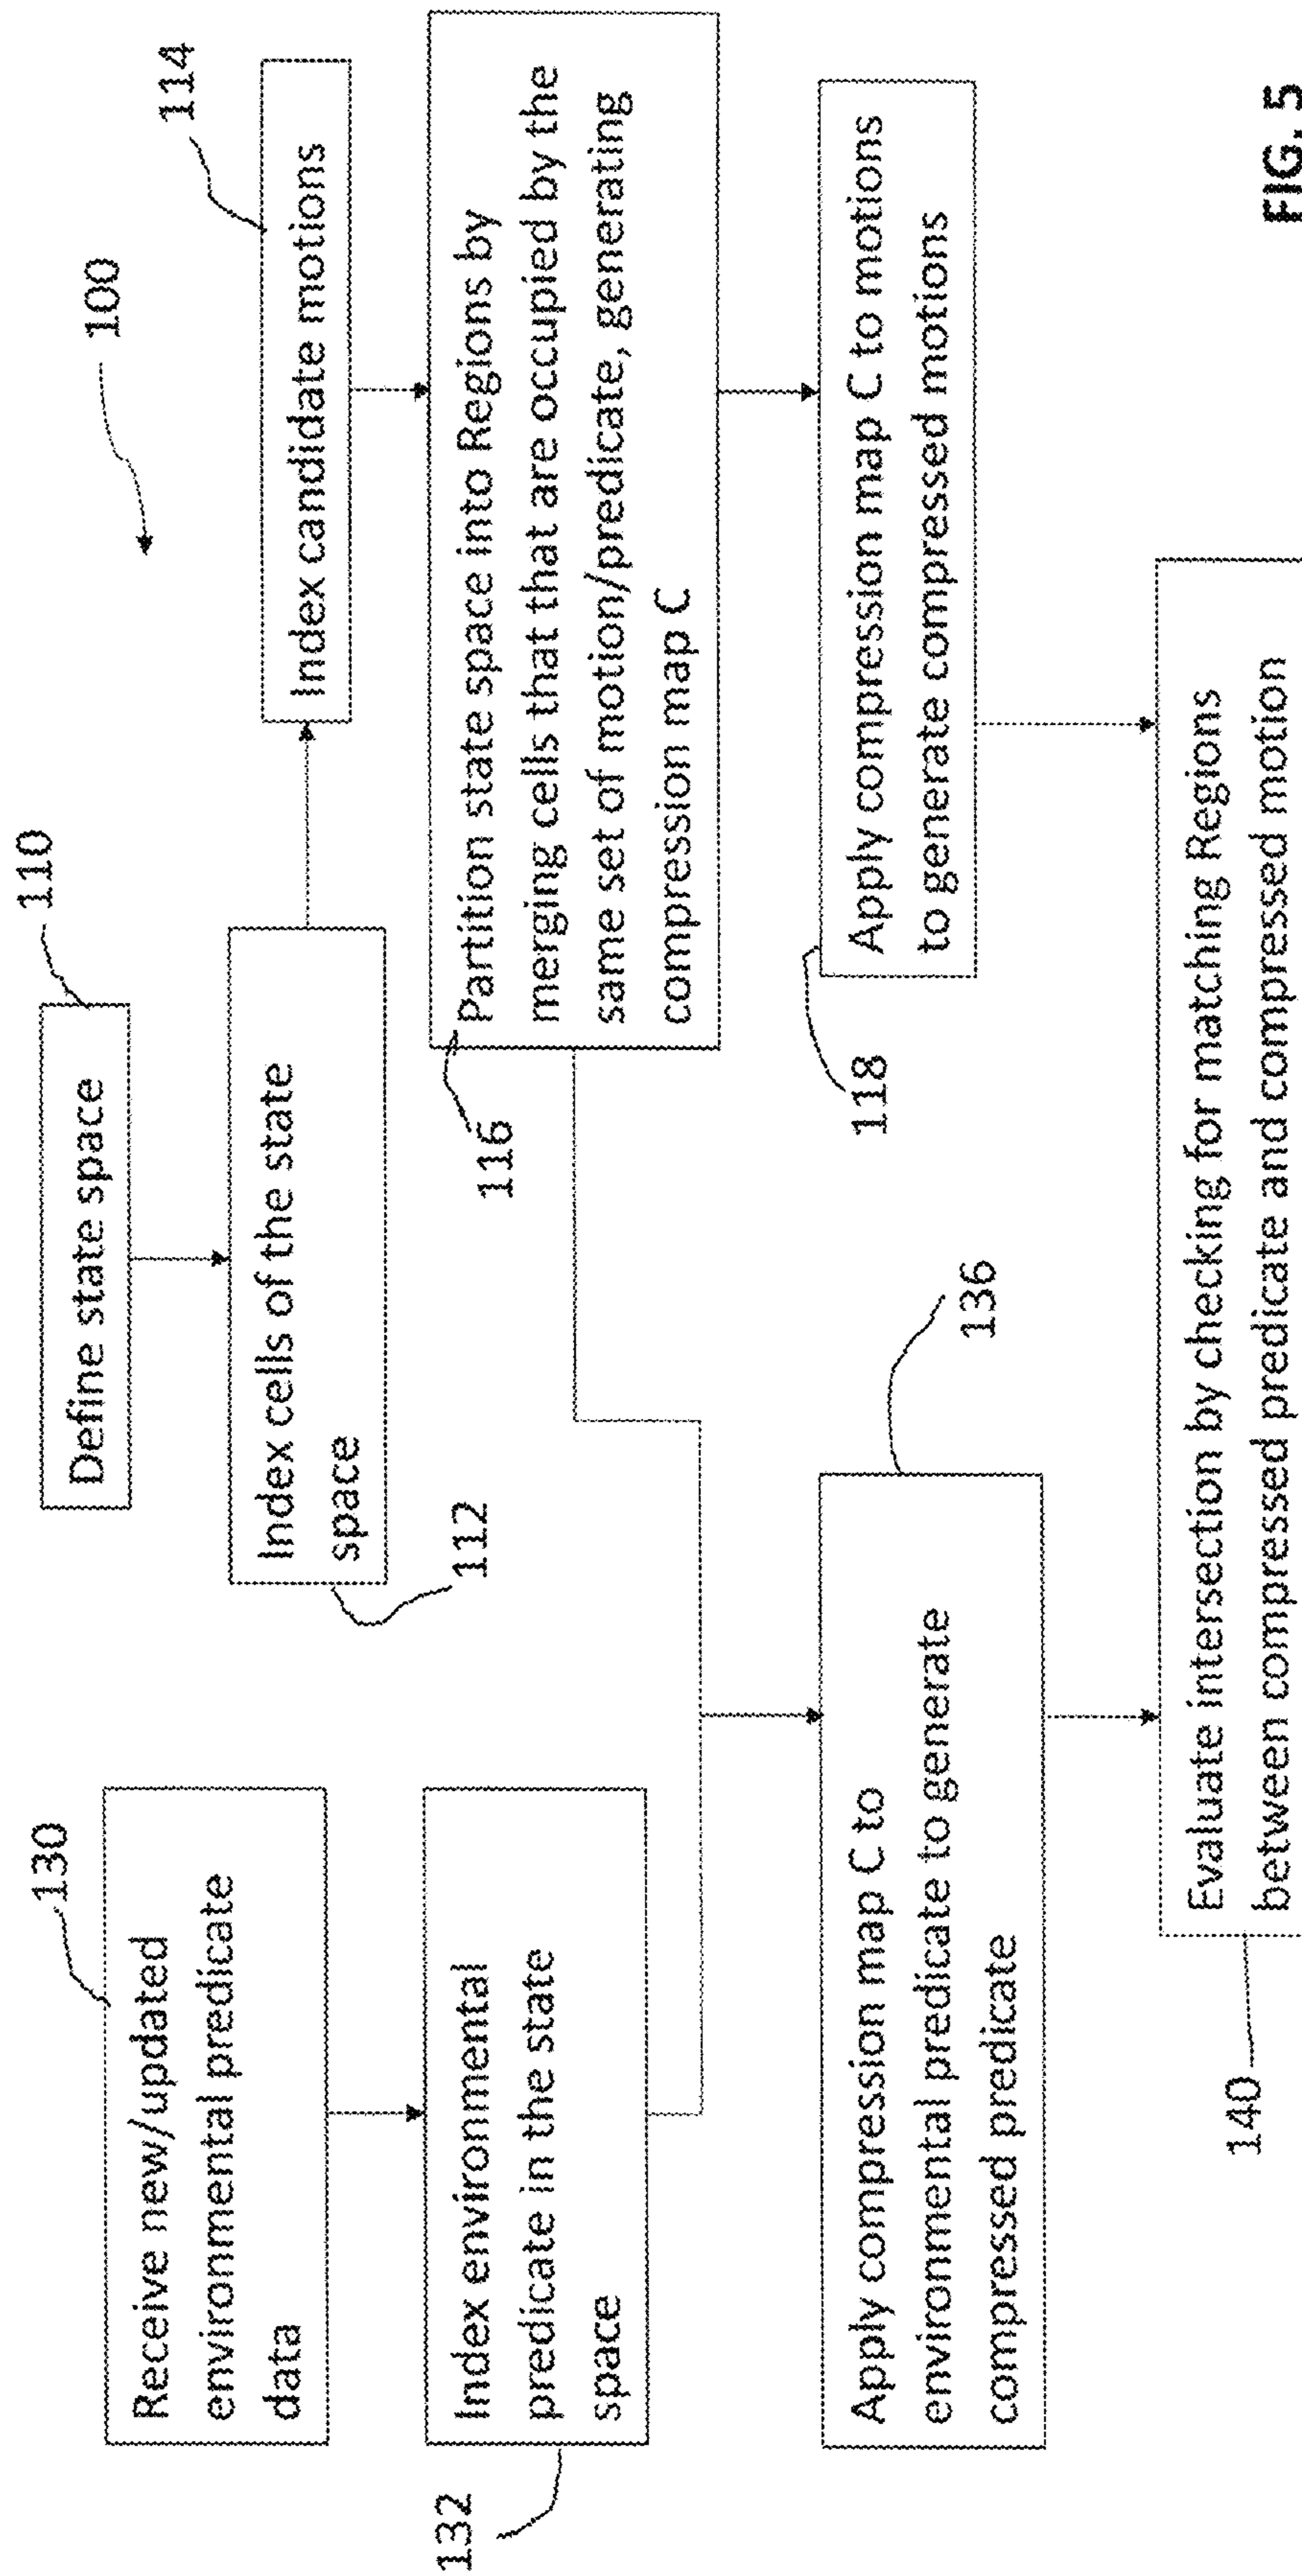 100
110
Define state space
112
Index cells of the state
space
114
Index candidate motions
116
Partition state space into Regions by
merging cells that that are occupied by the
same set of motion/predicate, generating
compression map C
118
Apply compression map C to motions
to generate compressed motions
130
Receive new/updated
environmental predicate
data
132
Index environmental
predicate in the state
space
136
Apply compression map C to
environmental predicate to generate
compressed predicate
140
Evaluate intersection by checking for matching Regions
between compressed predicate and compressed motion
FIG. 5